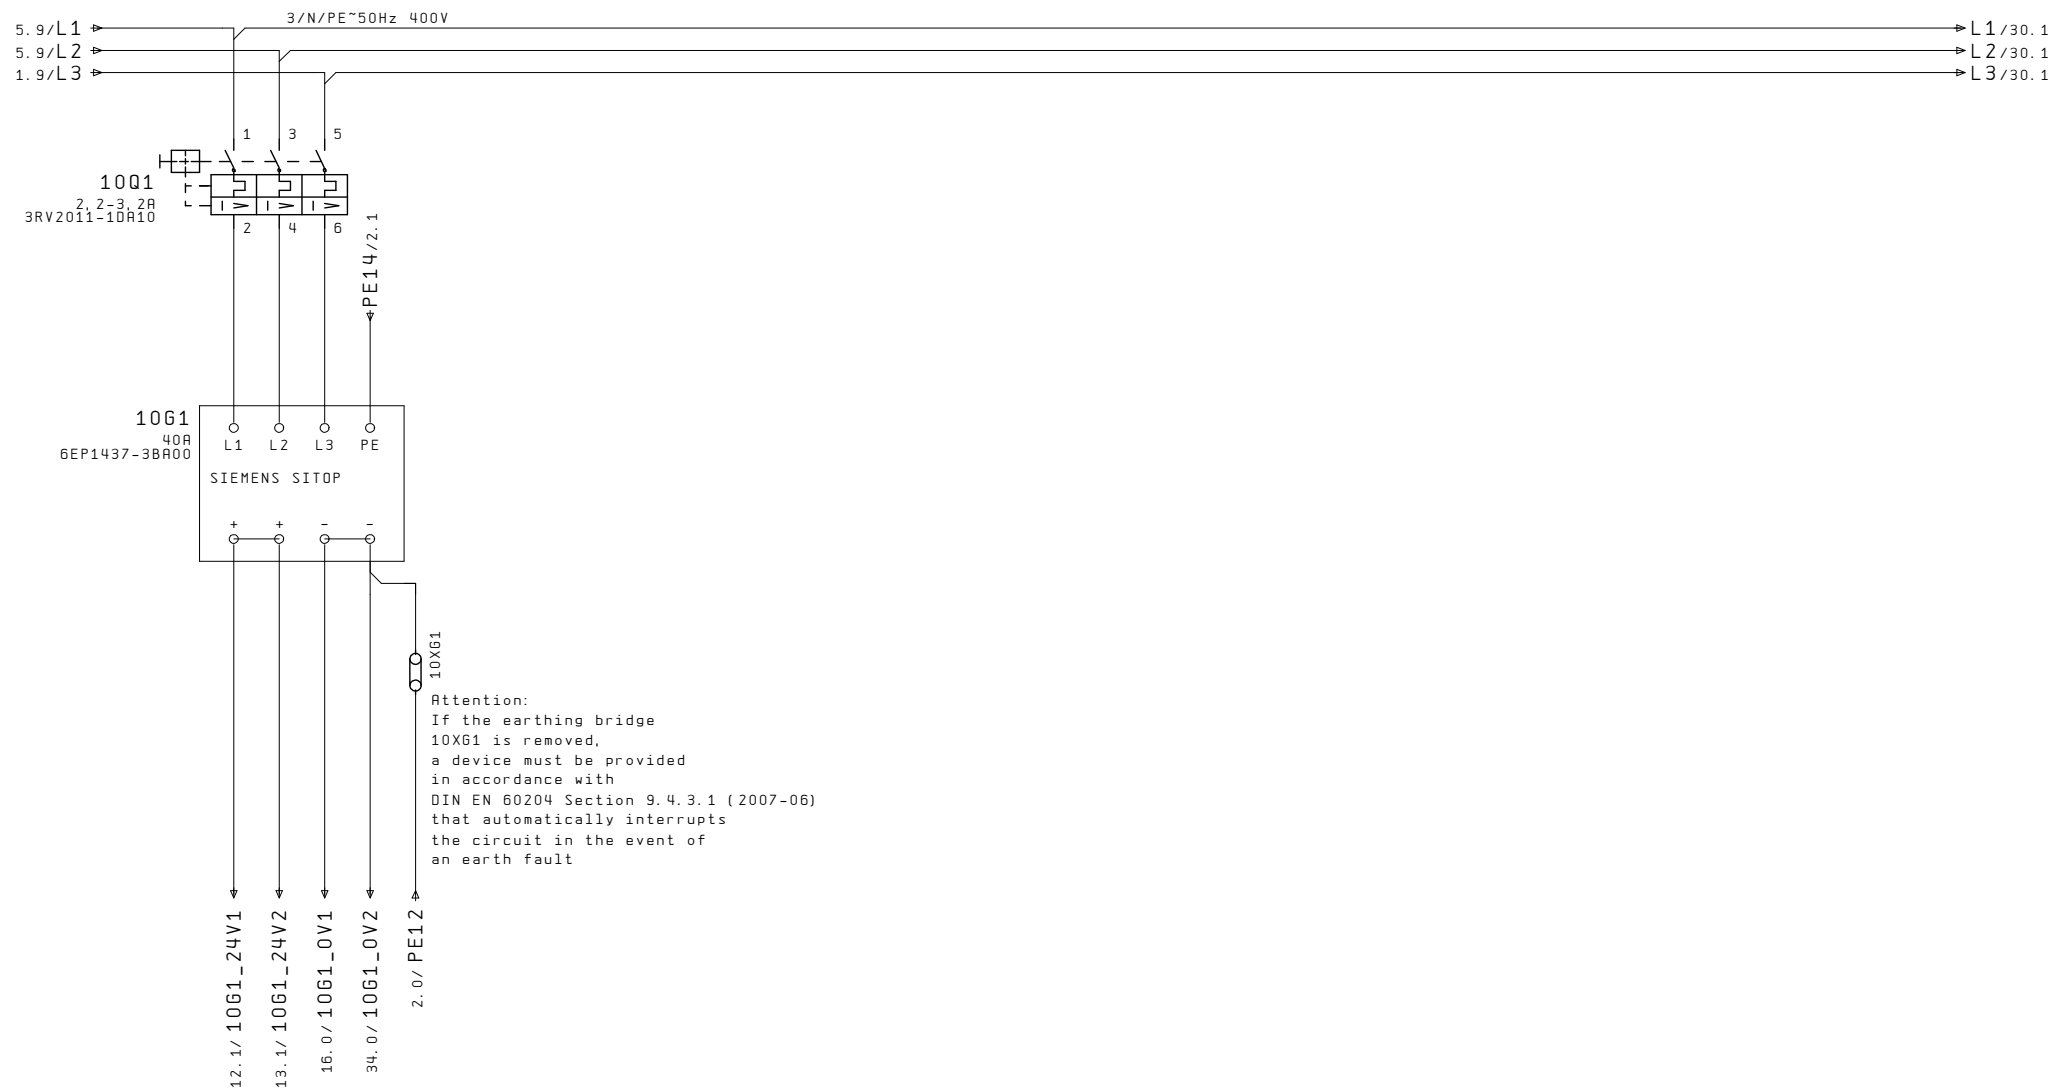 3/N/PE~50Hz 400V
5.9/L1
L1/30.1
5.9/L2
L2/30.1
1.9/L3
L3/30.1
1 3 5
10Q1
2,2-3,2A
3RV2011-1DA10
2 4 6
PE14/2.1
10G1
40A
6EP1437-3BA00
L1 L2 L3 PE
SIEMENS SITOP
+ + - -
10XG1
Attention:
If the earthing bridge
10XG1 is removed,
a device must be provided
in accordance with
DIN EN 60204 Section 9.4.3.1 (2007-06)
that automatically interrupts
the circuit in the event of
an earth fault
12.1/10G1_24V1
13.1/10G1_24V2
16.0/10G1_0V1
34.0/10G1_0V2
2.0/PE12